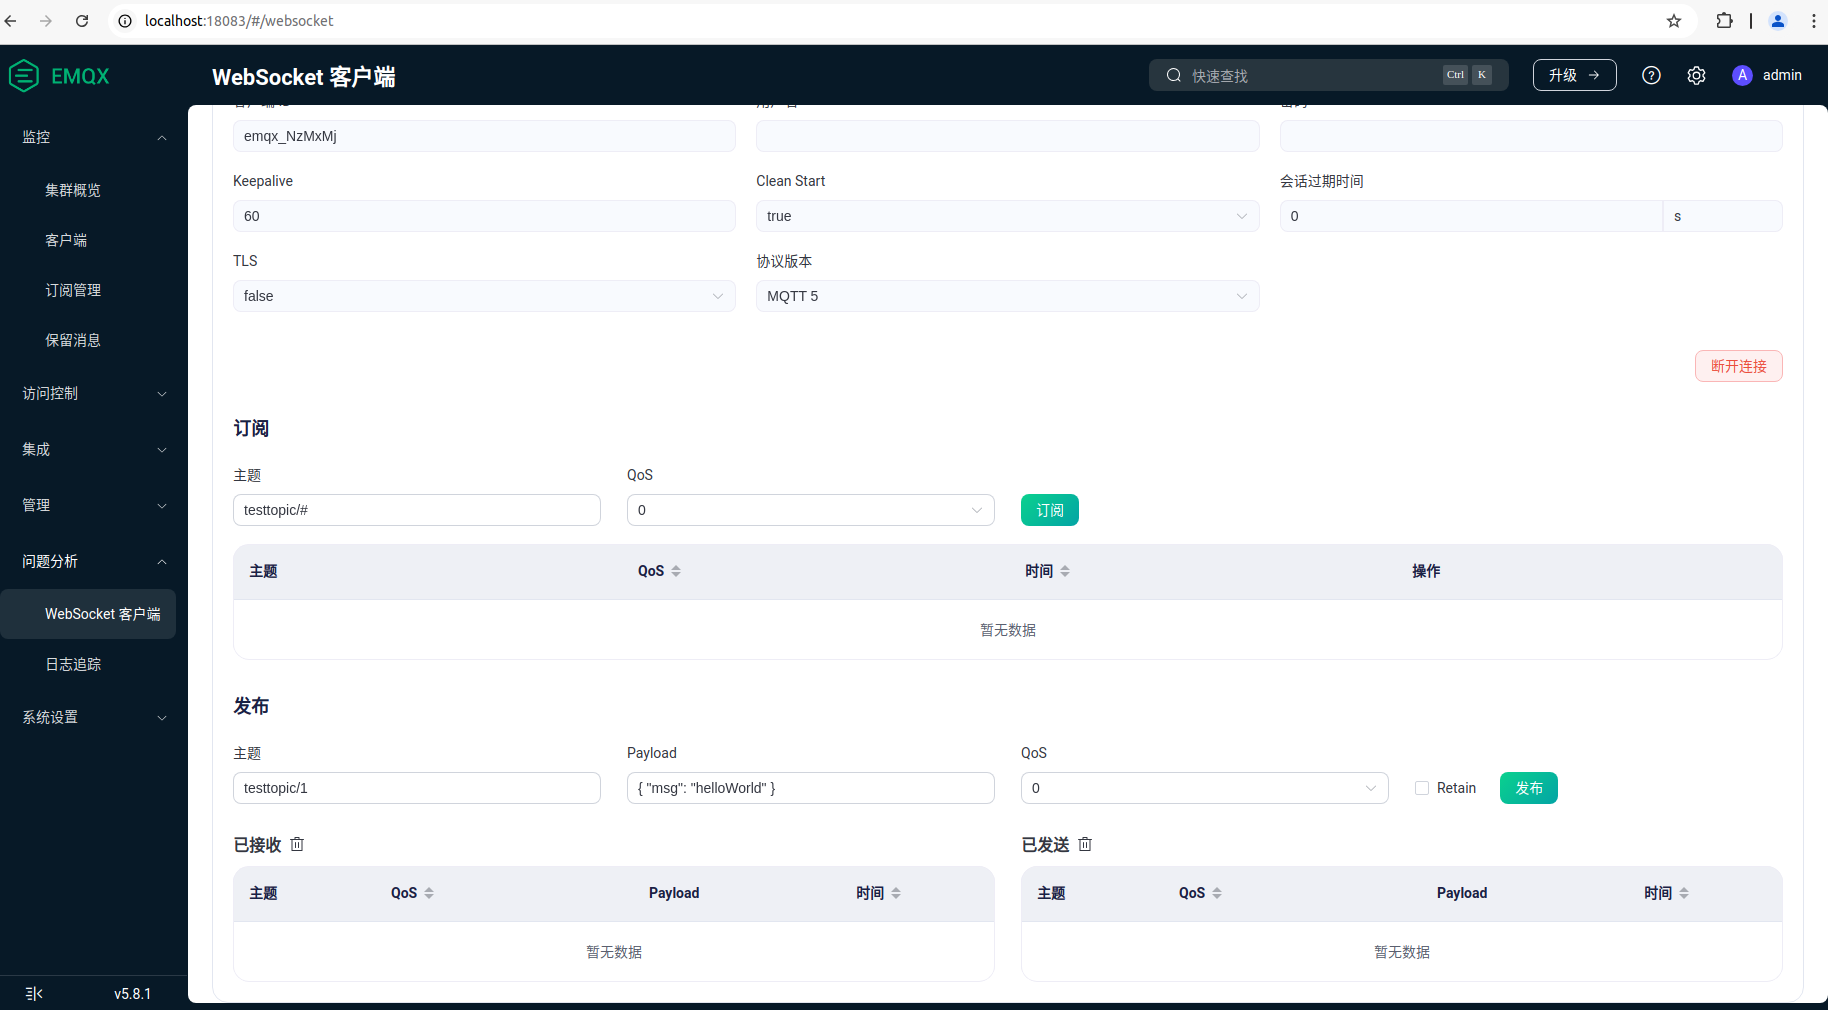 localhost:18083/#/websocket
EMQX
WebSocket 客户端
快速查找
Ctrl
K
升级
A
admin
监控
集群概览
客户端
订阅管理
保留消息
访问控制
集成
管理
问题分析
WebSocket 客户端
日志追踪
系统设置
v5.8.1
emqx_NzMxMj
Keepalive
Clean Start
会话过期时间
60
true
0
s
TLS
协议版本
false
MQTT 5
断开连接
订阅
主题
QoS
testtopic/#
0
订阅
主题
QoS
时间
操作
暂无数据
发布
主题
Payload
QoS
testtopic/1
{ "msg": "helloWorld" }
0
Retain
发布
已接收
已发送
主题
QoS
Payload
时间
主题
QoS
Payload
时间
暂无数据
暂无数据